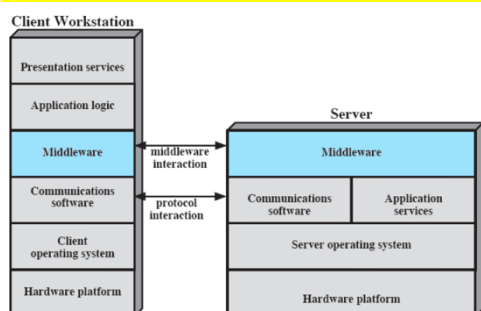 Client Workstation
Presentation services
Application logic
Middleware
Communications
software
Client
operating system
Hardware platform
middleware
interaction
protocol
interaction
Server
Middleware
Communications
software
Application
services
Server operating system
Hardware platform